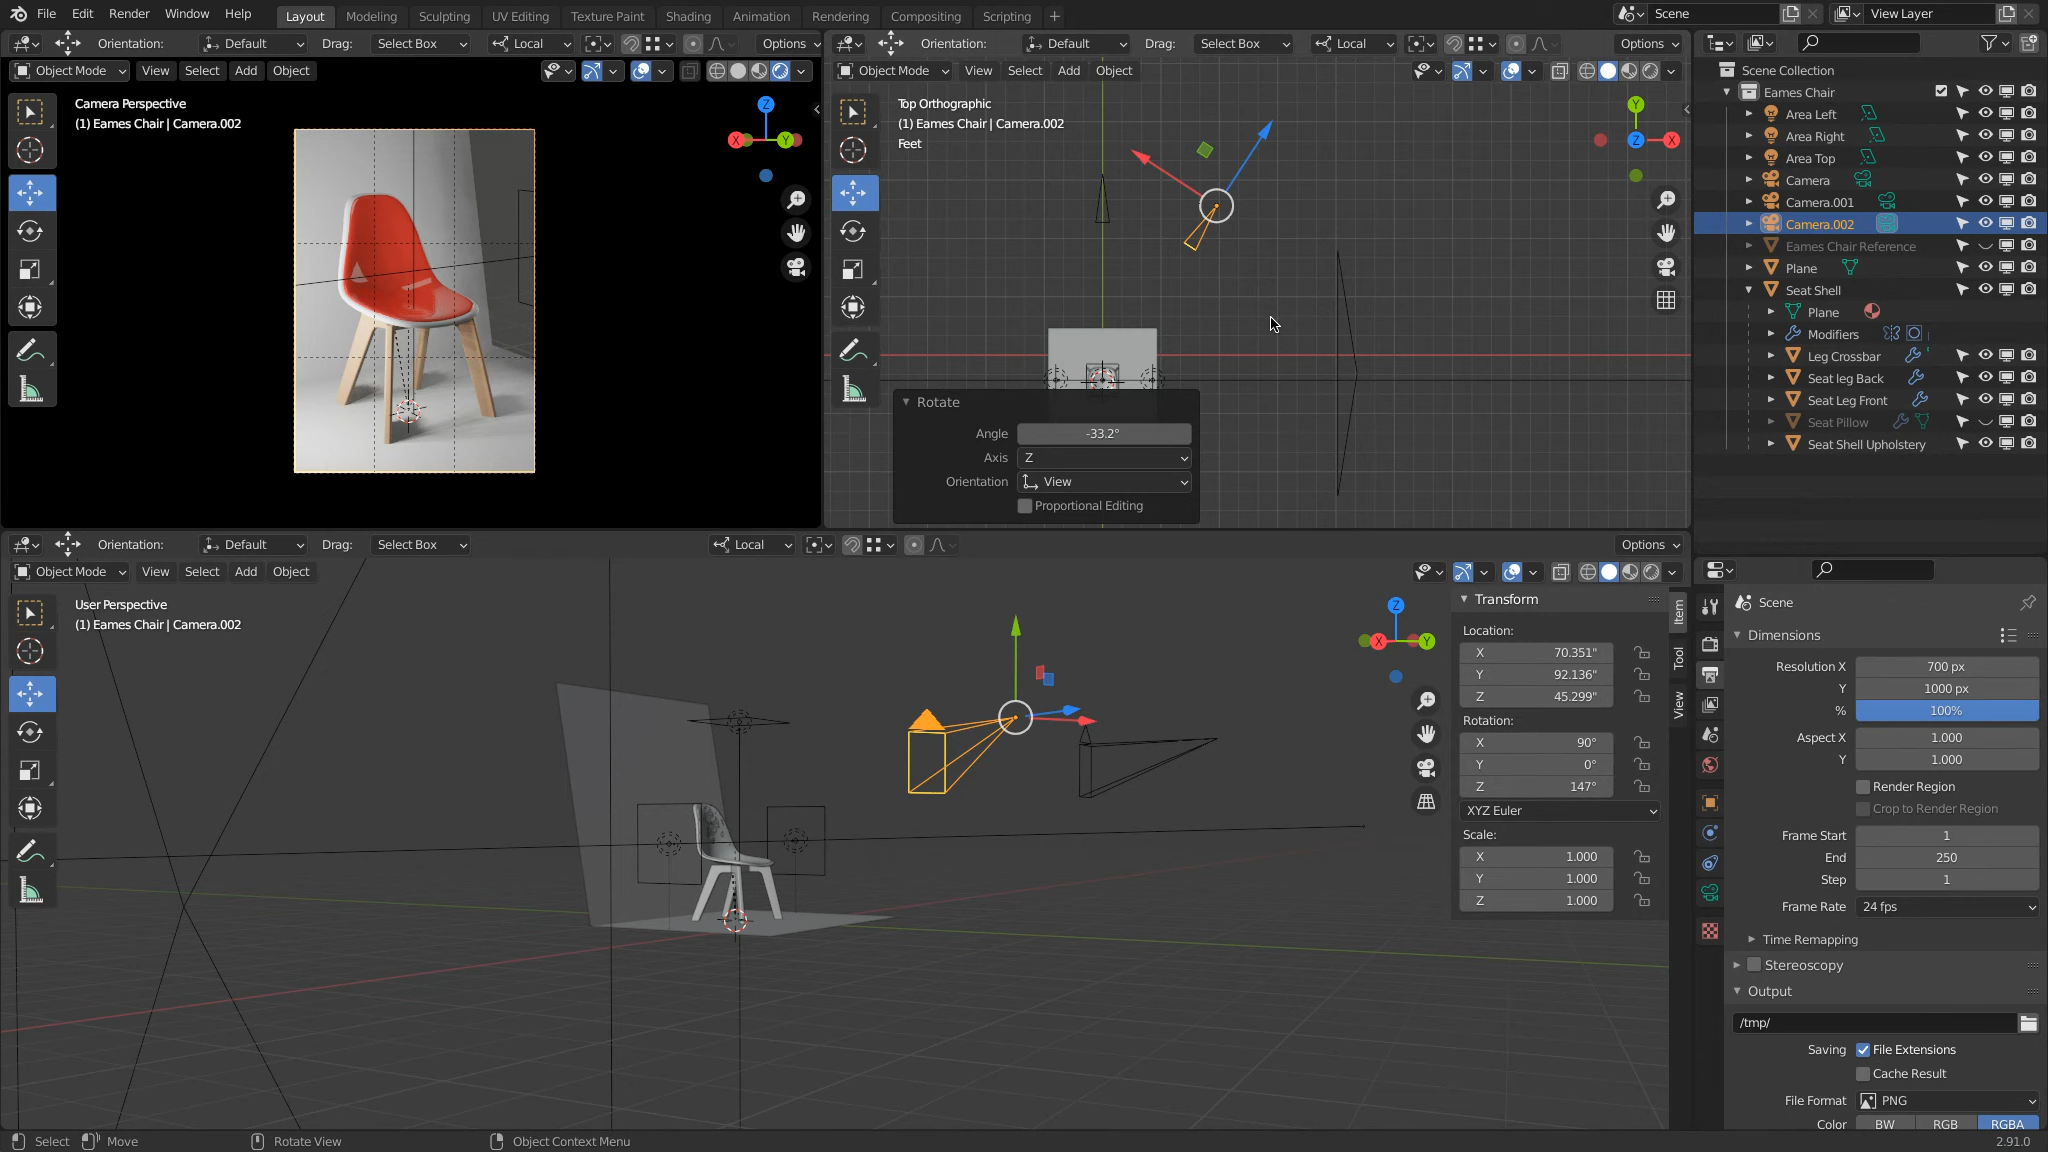 File Edit Render Window Help Layout Modeling Sculpting UV Editing Texture Paint Shading Animation Rendering Compositing Scripting + Scene View Layer
Orientation: Default Drag: Select Box Local Options
Object Mode View Select Add Object
Camera Perspective
(1) Eames Chair | Camera.002
Z
X
Y
Orientation: Default Drag: Select Box Local Options
Object Mode View Select Add Object
Top Orthographic
(1) Eames Chair | Camera.002
Feet
Y
Z
X
Rotate
Angle -33.2°
Axis Z
Orientation View
Proportional Editing
Scene Collection
Eames Chair
Area Left
Area Right
Area Top
Camera
Camera.001
Camera.002
Eames Chair Reference
Plane
Seat Shell
Plane
Modifiers
Leg Crossbar
Seat leg Back
Seat Leg Front
Seat Pillow
Seat Shell Upholstery
Orientation: Default Drag: Select Box Local Options
Object Mode View Select Add Object
User Perspective
(1) Eames Chair | Camera.002
Z
X
Y
Transform
Location:
X 70.351"
Y 92.136"
Z 45.299"
Rotation:
X 90°
Y 0°
Z 147°
XYZ Euler
Scale:
X 1.000
Y 1.000
Z 1.000
Item
Tool
View
Scene
Dimensions
Resolution X 700 px
Y 1000 px
% 100%
Aspect X 1.000
Y 1.000
Render Region
Crop to Render Region
Frame Start 1
End 250
Step 1
Frame Rate 24 fps
Time Remapping
Stereoscopy
Output
/tmp/
Saving File Extensions
Cache Result
File Format PNG
Color BW RGB RGBA
Select Move Rotate View Object Context Menu 2.91.0